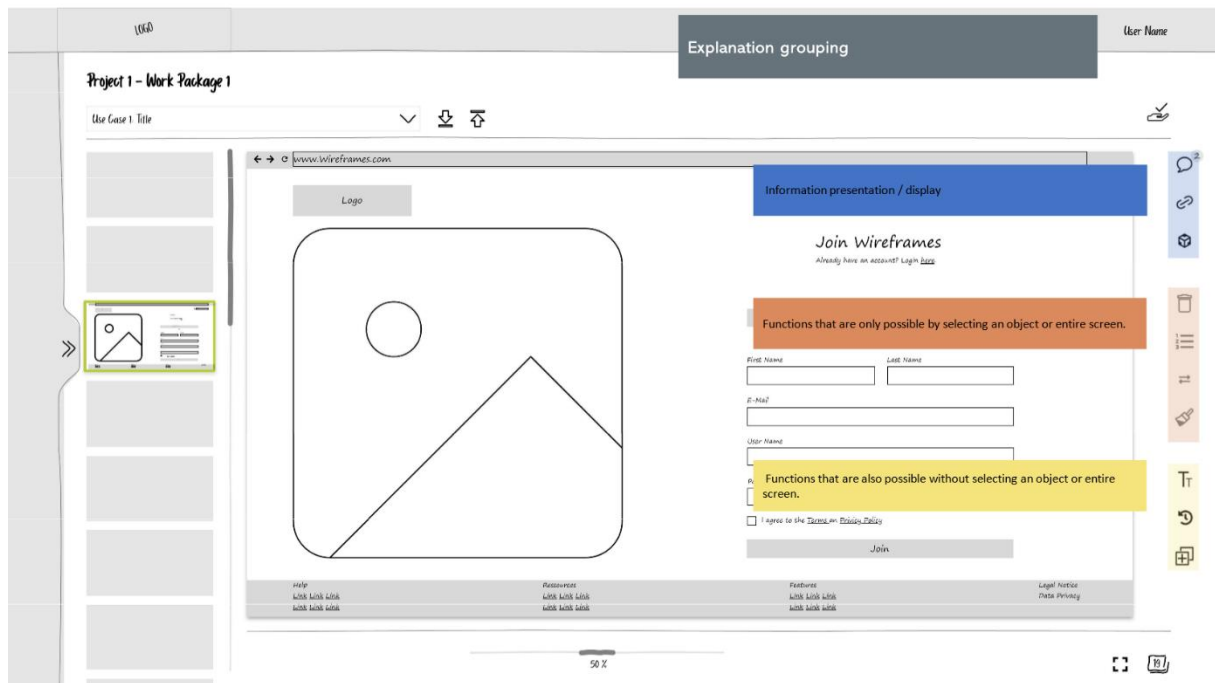 LOGO
Explanation grouping
User Name
Project 1 - Work Package 1
Use Case 1. Title
www.Wireframes.com
2
Information presentation / display
Logo
Join Wireframes
Already have an account? Login here
Functions that are only possible by selecting an object or entire screen.
First Name
Last Name
E-Mail
User Name
Functions that are also possible without selecting an object or entire
screen.
I agree to the Terms an Privacy Policy
Join
Help
Link Link Link
Link Link Link
Ressources
Link Link Link
Link Link Link
Features
Link Link Link
Link Link Link
Legal Notice
Data Privacy
50 %
19